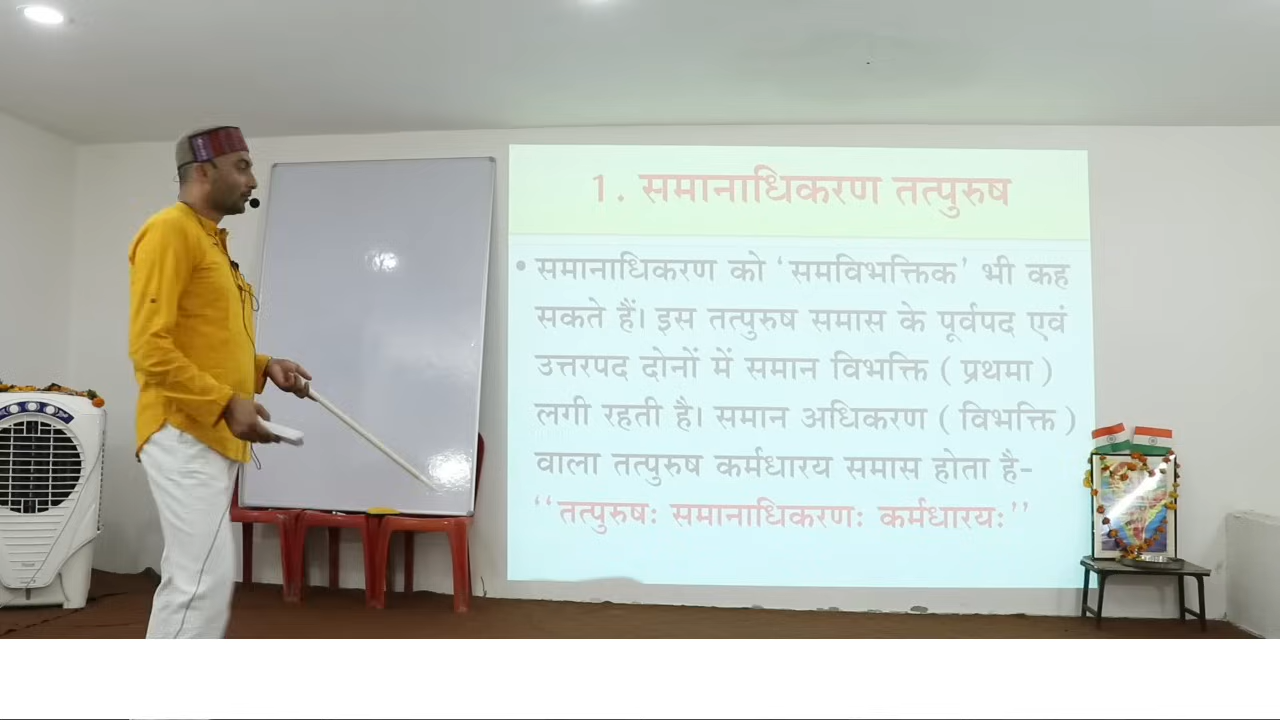 1. समानाधिकरण तत्पुरुष
• समानाधिकरण को ‘समविभक्तिक’ भी कह
सकते हैं। इस तत्पुरुष समास के पूर्वपद एवं
उत्तरपद दोनों में समान विभक्ति ( प्रथमा )
लगी रहती है। समान अधिकरण ( विभक्ति )
वाला तत्पुरुष कर्मधारय समास होता है-
‘‘तत्पुरुषः समानाधिकरणः कर्मधारयः’’